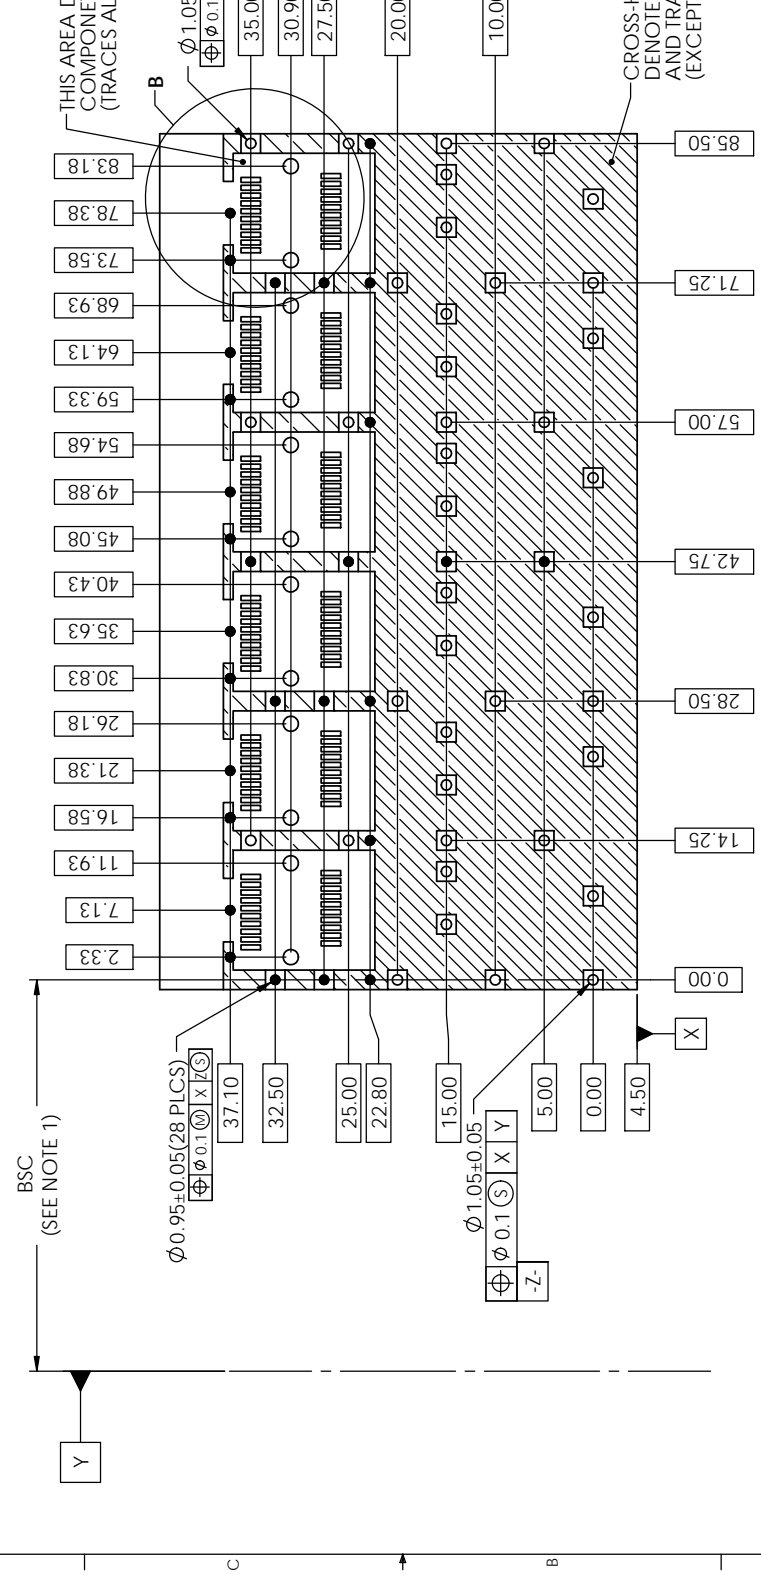 THIS AREA D
COMPONE
(TRACES AL
B
Ø1.05
⌖ Ø 0.1
35.0
30.9
27.5
20.0
10.0
CROSS-
DENOTE
AND TRA
(EXCEPT
83.18
78.38
73.58
68.93
64.13
59.33
54.68
49.88
45.08
40.43
35.63
30.83
26.18
21.38
16.58
11.93
7.13
2.33
85.50
71.25
57.00
42.75
28.50
14.25
0.00
BSC
(SEE NOTE 1)
Ø0.95±0.05(28 PLCS)
⌖ Ø 0.1 Ⓜ X Z Ⓢ
37.10
32.50
25.00
22.80
15.00
5.00
0.00
4.50
X
Ø1.05±0.05
⌖ Ø 0.1 Ⓢ X Y
-Z-
Y
C
B